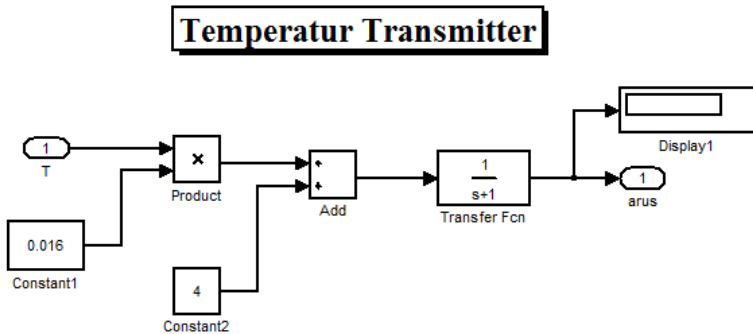 Temperatur Transmitter
1
T
×
Product
0.016
Constant1
4
Constant2
+
+
Add
1
s+1
Transfer Fcn
Display1
1
arus